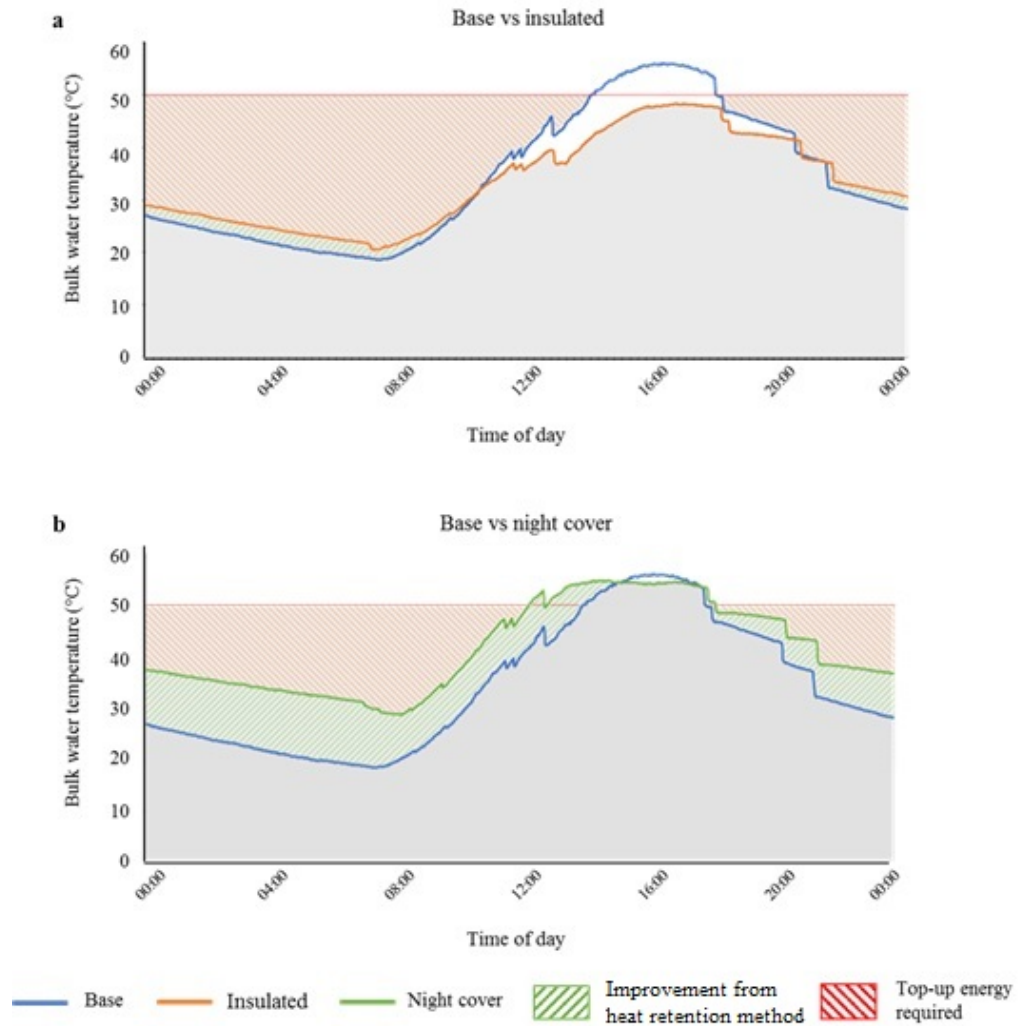 a
Base vs insulated
Bulk water temperature (°C)
60
50
40
30
20
10
0
00:00
04:00
08:00
12:00
16:00
20:00
00:00
Time of day
b
Base vs night cover
Bulk water temperature (°C)
60
50
40
30
20
10
0
00:00
04:00
08:00
12:00
16:00
20:00
00:00
Time of day
Base
Insulated
Night cover
Improvement from
heat retention method
Top-up energy
required